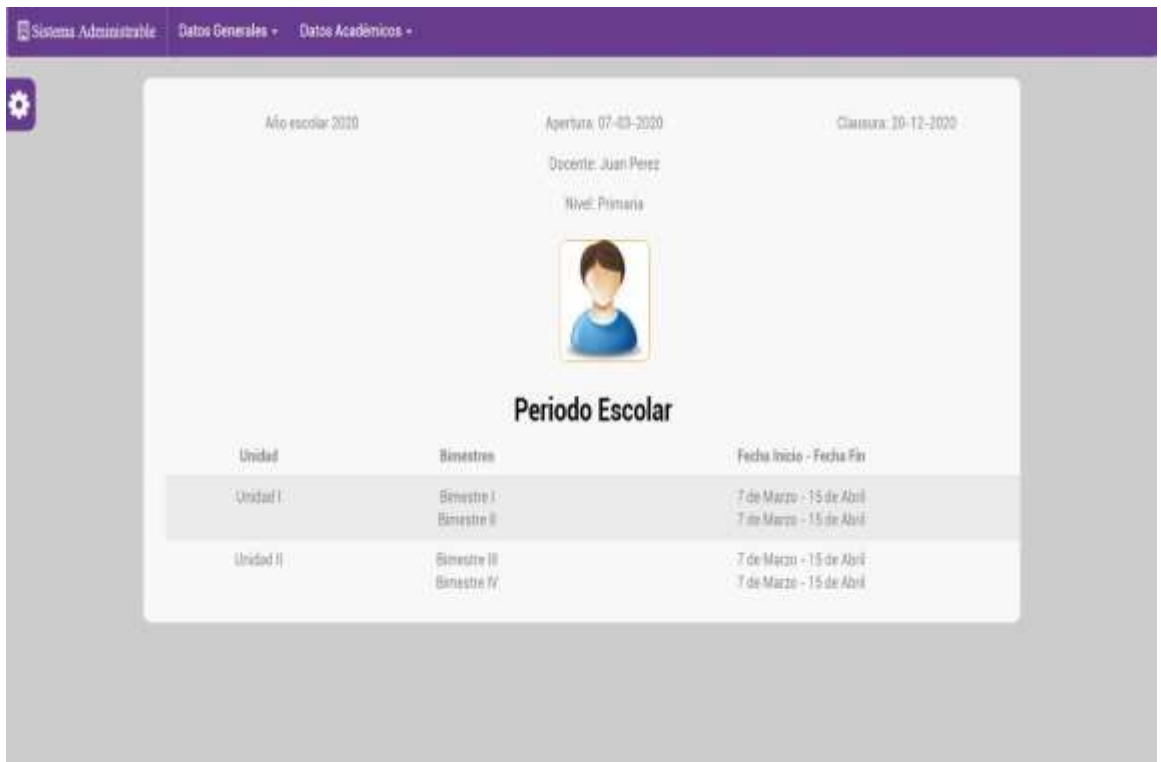 Sistema Administrable Datos Generales Datos Académicos
Año escolar 2020 Apertura: 07-03-2020 Clausura: 20-12-2020
Docente: Juan Perez
Nivel: Primaria
Periodo Escolar
Unidad Bimestres Fecha Inicio - Fecha Fin
Unidad I Bimestre I 7 de Marzo - 15 de Abril
Bimestre II 7 de Marzo - 15 de Abril
Unidad II Bimestre III 7 de Marzo - 15 de Abril
Bimestre IV 7 de Marzo - 15 de Abril